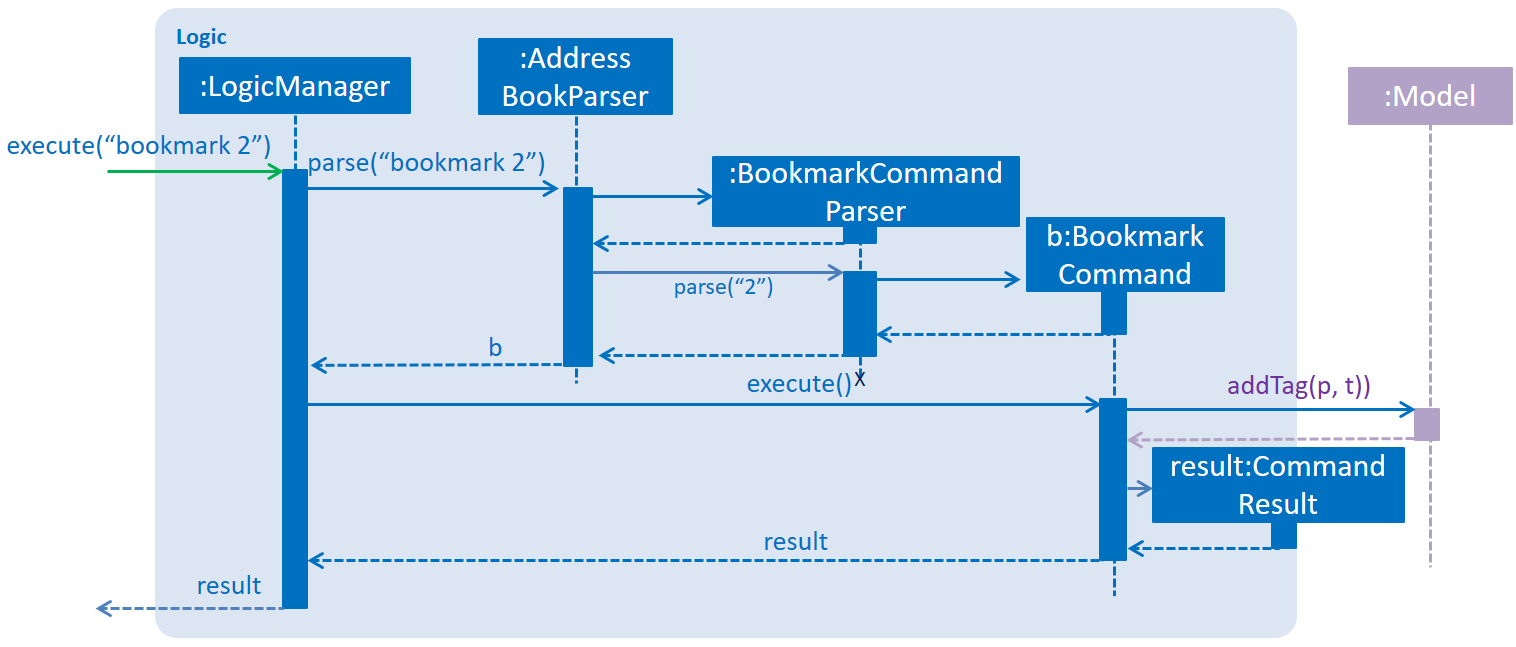 Logic
:LogicManager
:Address
BookParser
:Model
execute(“bookmark 2”)
parse(“bookmark 2”)
:BookmarkCommand
Parser
b:Bookmark
Command
parse(“2”)
b
execute()
X
addTag(p, t))
result:Command
Result
result
result